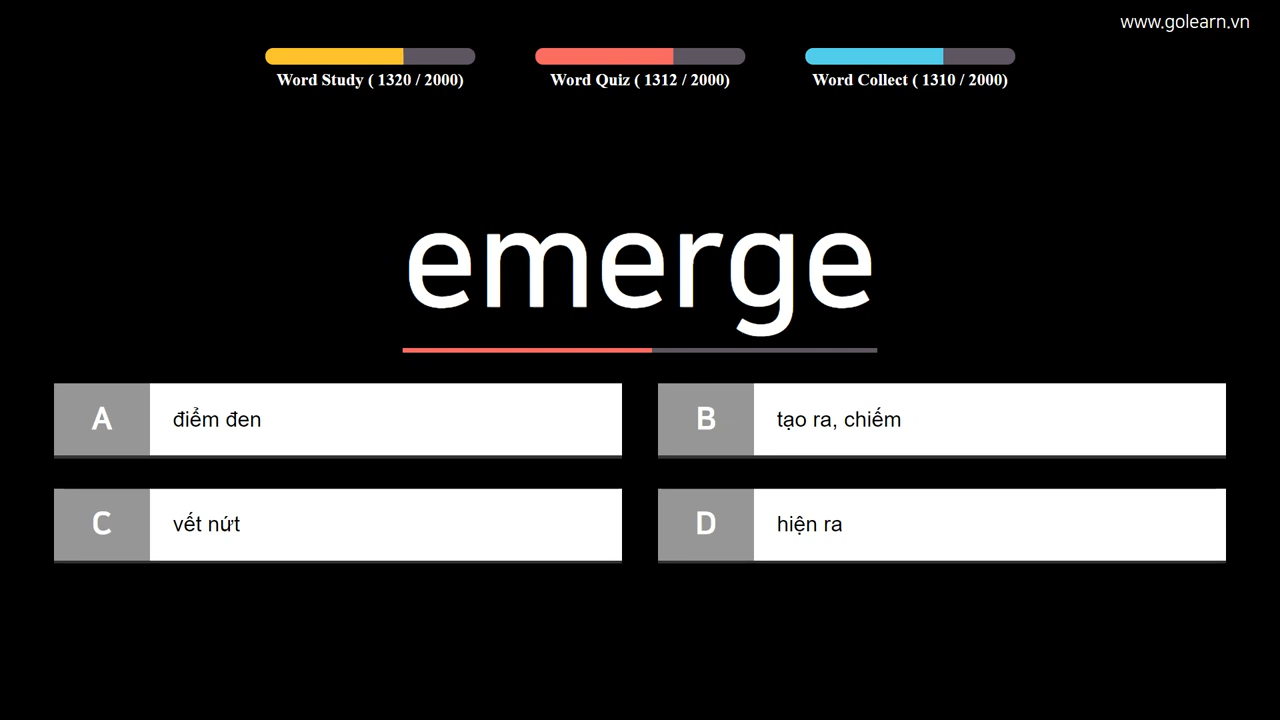 www.golearn.vn
Word Study ( 1320 / 2000)
Word Quiz ( 1312 / 2000)
Word Collect ( 1310 / 2000)
emerge
A điểm đen
B tạo ra, chiếm
C vết nứt
D hiện ra